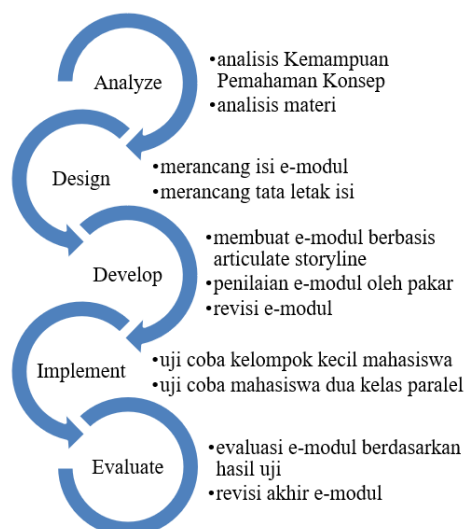 Analyze
•analisis Kemampuan
Pemahaman Konsep
•analisis materi
Design
•merancang isi e-modul
•merancang tata letak isi
Develop
•membuat e-modul berbasis
articulate storyline
•penilaian e-modul oleh pakar
•revisi e-modul
Implement
•uji coba kelompok kecil mahasiswa
•uji coba mahasiswa dua kelas paralel
Evaluate
•evaluasi e-modul berdasarkan
hasil uji
•revisi akhir e-modul